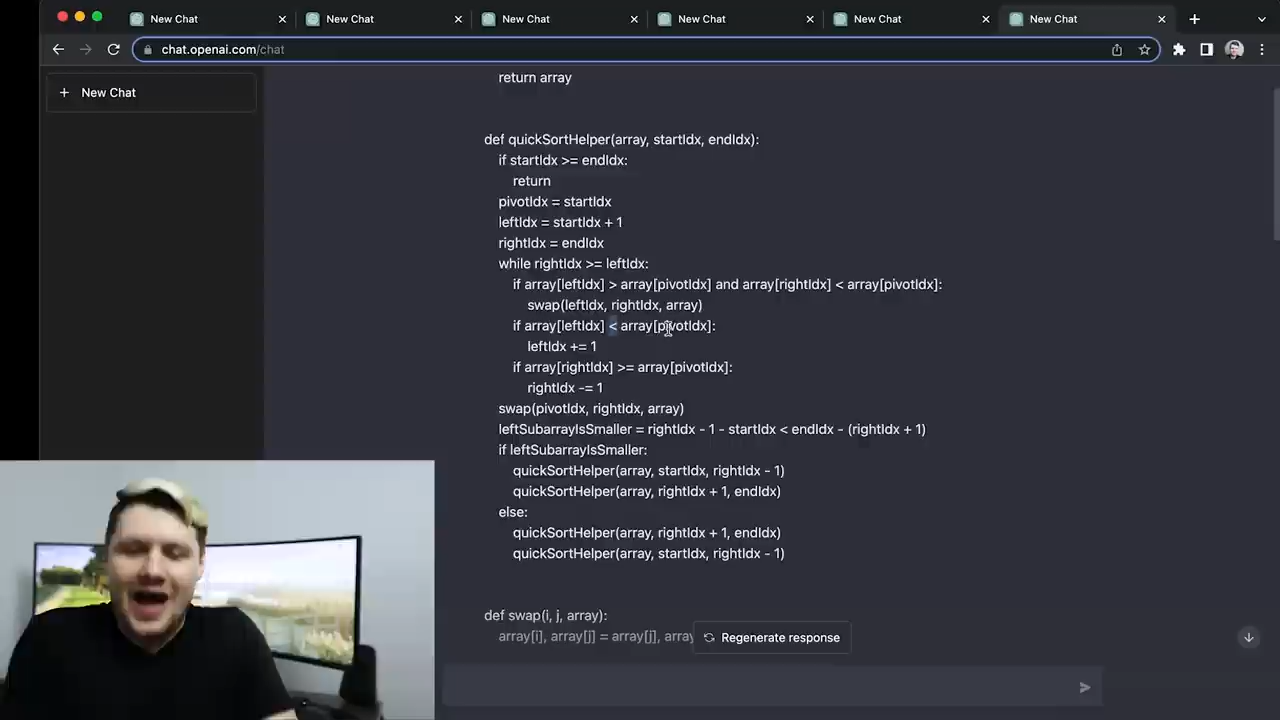 New Chat
New Chat
New Chat
New Chat
New Chat
New Chat
chat.openai.com/chat
+ New Chat
return array
def quickSortHelper(array, startIdx, endIdx):
if startIdx >= endIdx:
return
pivotIdx = startIdx
leftIdx = startIdx + 1
rightIdx = endIdx
while rightIdx >= leftIdx:
if array[leftIdx] > array[pivotIdx] and array[rightIdx] < array[pivotIdx]:
swap(leftIdx, rightIdx, array)
if array[leftIdx] < array[pivotIdx]:
leftIdx += 1
if array[rightIdx] >= array[pivotIdx]:
rightIdx -= 1
swap(pivotIdx, rightIdx, array)
leftSubarrayIsSmaller = rightIdx - 1 - startIdx < endIdx - (rightIdx + 1)
if leftSubarrayIsSmaller:
quickSortHelper(array, startIdx, rightIdx - 1)
quickSortHelper(array, rightIdx + 1, endIdx)
else:
quickSortHelper(array, rightIdx + 1, endIdx)
quickSortHelper(array, startIdx, rightIdx - 1)
def swap(i, j, array):
array[i], array[j] = array[j], array
Regenerate response